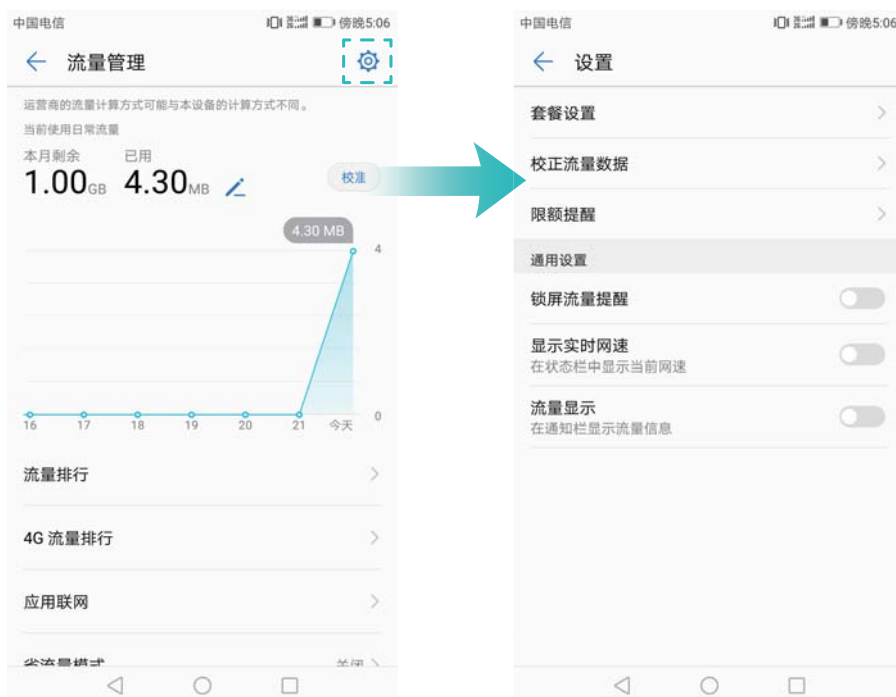 中国电信
傍晚5:06
流量管理
运营商的流量计算方式可能与本设备的计算方式不同。
当前使用日常流量
本月剩余 已用
1.00GB 4.30MB
校准
4.30 MB
4
0
16 17 18 19 20 21 今天
流量排行
4G 流量排行
应用联网
省流量模式 关闭
中国电信
傍晚5:06
设置
套餐设置
校正流量数据
限额提醒
通用设置
锁屏流量提醒
显示实时网速
在状态栏中显示当前网速
流量显示
在通知栏显示流量信息